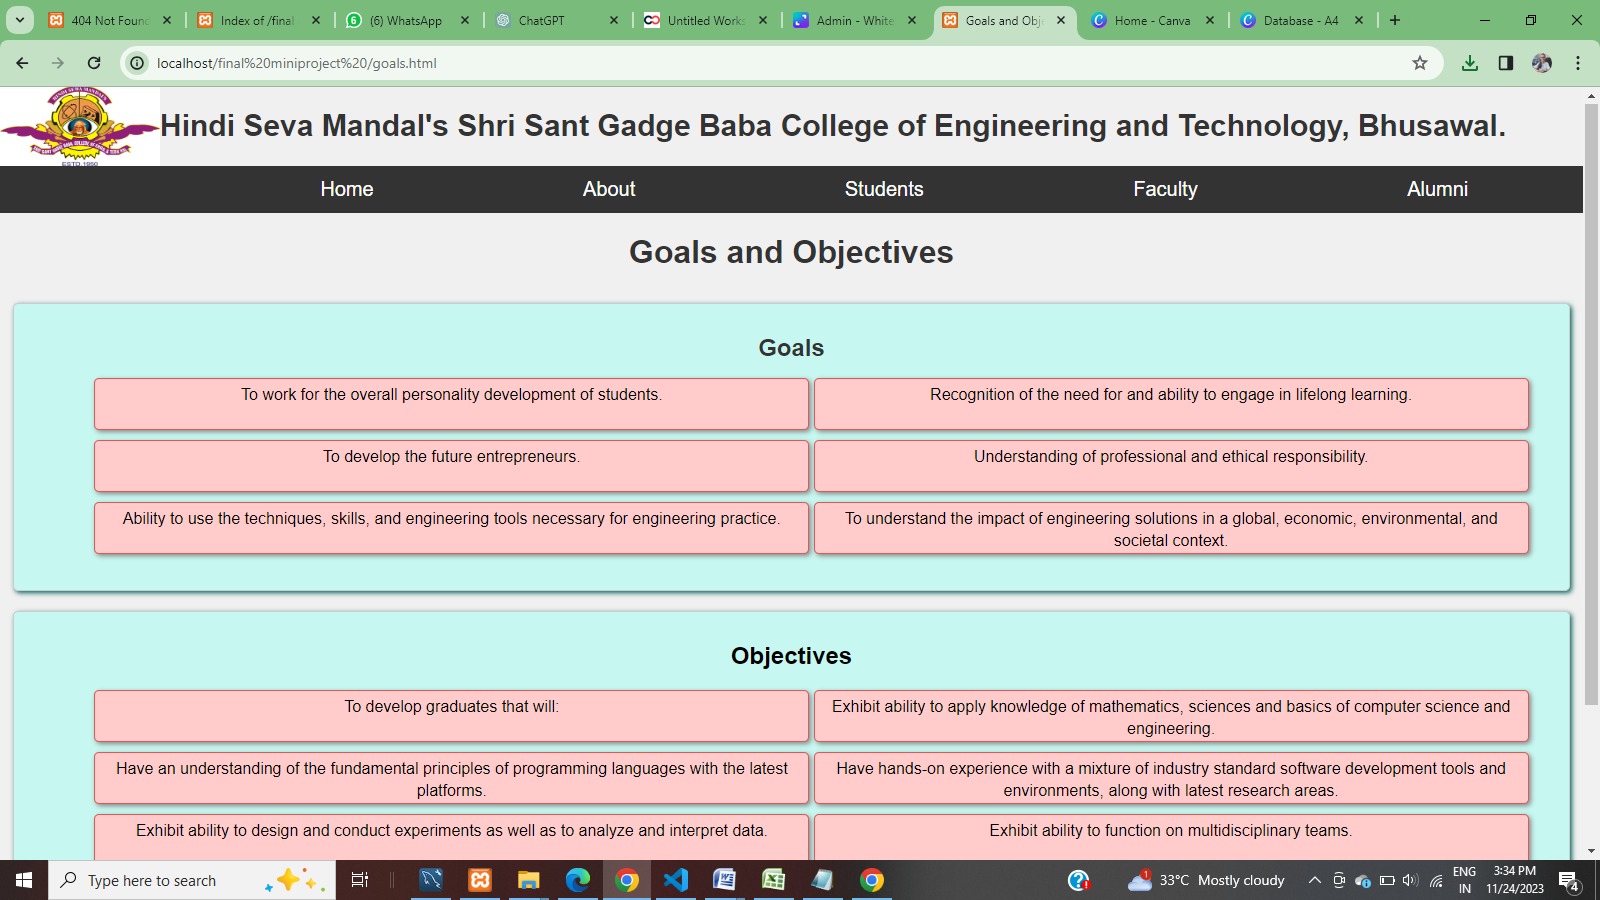 404 Not Found
Index of /final
(6) WhatsApp
ChatGPT
Untitled Works
Admin - White
Goals and Obje
Home - Canva
Database - A4
localhost/final%20miniproject%20/goals.html
Hindi Seva Mandal's Shri Sant Gadge Baba College of Engineering and Technology, Bhusawal.
ESTD.1990
Home About Students Faculty Alumni
Goals and Objectives
Goals
To work for the overall personality development of students.
Recognition of the need for and ability to engage in lifelong learning.
To develop the future entrepreneurs.
Understanding of professional and ethical responsibility.
Ability to use the techniques, skills, and engineering tools necessary for engineering practice.
To understand the impact of engineering solutions in a global, economic, environmental, and
societal context.
Objectives
To develop graduates that will:
Exhibit ability to apply knowledge of mathematics, sciences and basics of computer science and
engineering.
Have an understanding of the fundamental principles of programming languages with the latest
platforms.
Have hands-on experience with a mixture of industry standard software development tools and
environments, along with latest research areas.
Exhibit ability to design and conduct experiments as well as to analyze and interpret data.
Exhibit ability to function on multidisciplinary teams.
Type here to search
1
33°C Mostly cloudy
ENG
IN
3:34 PM
11/24/2023
4